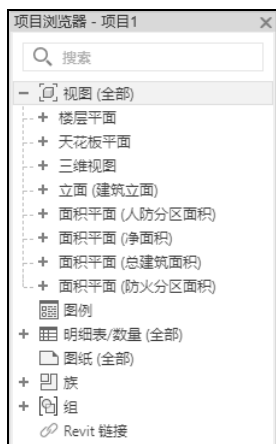 项目浏览器 - 项目1
搜索
视图 (全部)
楼层平面
天花板平面
三维视图
立面 (建筑立面)
面积平面 (人防分区面积)
面积平面 (净面积)
面积平面 (总建筑面积)
面积平面 (防火分区面积)
图例
明细表/数量 (全部)
图纸 (全部)
族
组
Revit 链接